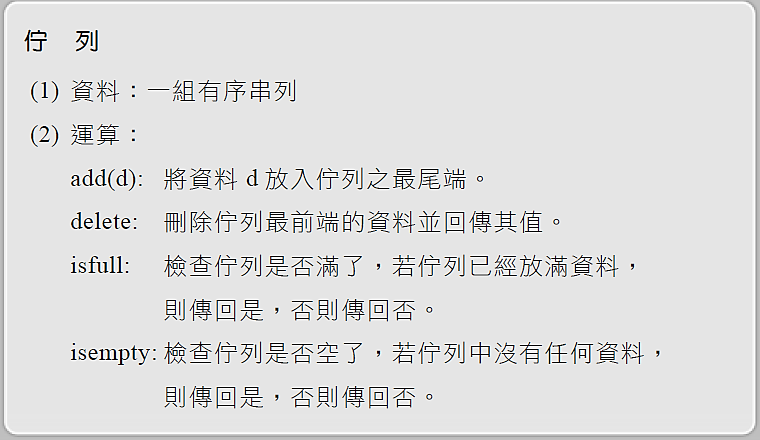 佇 列
(1) 資料：一組有序串列
(2) 運算：
add(d): 將資料 d 放入佇列之最尾端。
delete: 刪除佇列最前端的資料並回傳其值。
isfull: 檢查佇列是否滿了，若佇列已經放滿資料，
則傳回是，否則傳回否。
isempty: 檢查佇列是否空了，若佇列中沒有任何資料，
則傳回是，否則傳回否。